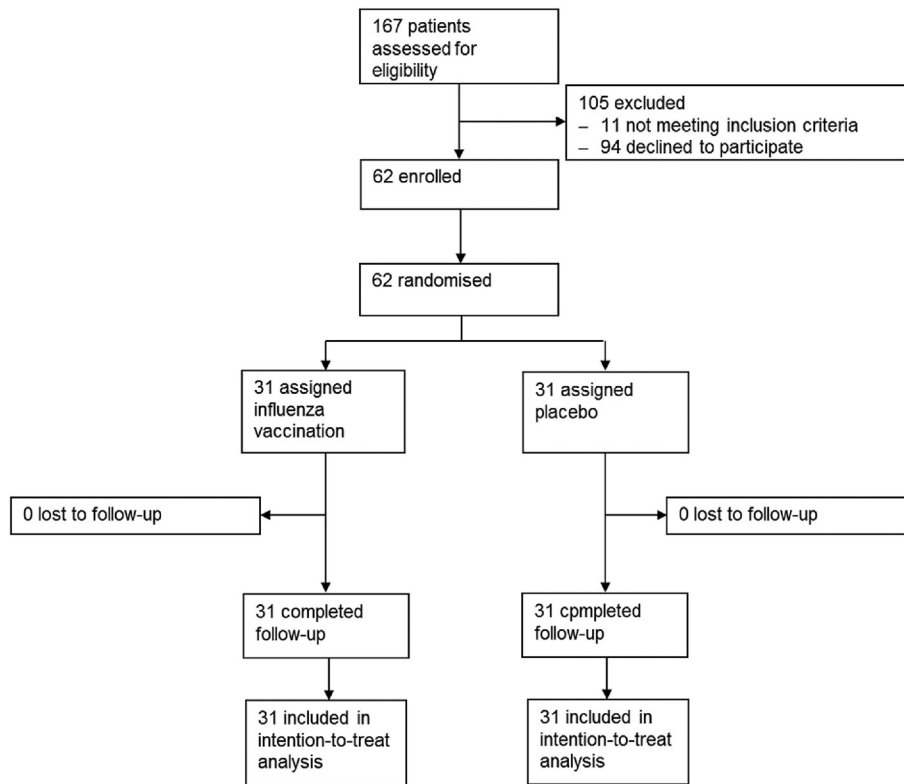 167 patients
assessed for
eligibility
105 excluded
– 11 not meeting inclusion criteria
– 94 declined to participate
62 enrolled
62 randomised
31 assigned
influenza
vaccination
31 assigned
placebo
0 lost to follow-up
0 lost to follow-up
31 completed
follow-up
31 cpmpleted
follow-up
31 included in
intention-to-treat
analysis
31 included in
intention-to-treat
analysis